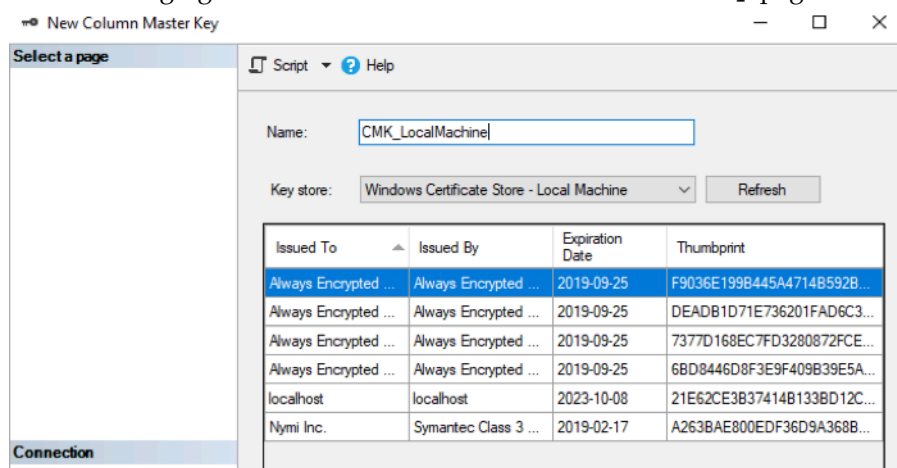 New Column Master Key
Select a page
Script Help
Name: CMK_LocalMachine
Key store: Windows Certificate Store - Local Machine Refresh
Issued To Issued By Expiration Date Thumbprint
Always Encrypted ... Always Encrypted ... 2019-09-25 F9036E199B445A4714B592B...
Always Encrypted ... Always Encrypted ... 2019-09-25 DEADB1D71E736201FAD6C3...
Always Encrypted ... Always Encrypted ... 2019-09-25 7377D168EC7FD3280872FCE...
Always Encrypted ... Always Encrypted ... 2019-09-25 6BD8446D8F3E9F409B39E5A...
localhost localhost 2023-10-08 21E62CE3B37414B133BD12C...
Nymi Inc. Symantec Class 3 ... 2019-02-17 A263BAE800EDF36D9A368B...
Connection